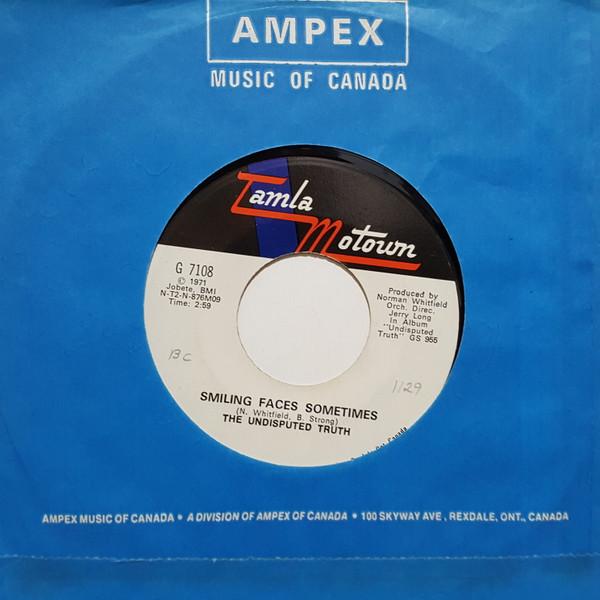 AMPEX
MUSIC OF CANADA
Tamla
Motown
G 7108
© 1971
Jobete, BMI
N-T2-N-876M09
Time: 2:59
Produced by
Norman Whitfield
Orch. Direc.
Jerry Long
In Album
"Undisputed
Truth" GS 955
BC
1129
SMILING FACES SOMETIMES
(N. Whitfield, B. Strong)
THE UNDISPUTED TRUTH
Canada
AMPEX MUSIC OF CANADA • A DIVISION OF AMPEX OF CANADA • 100 SKYWAY AVE, REXDALE, ONT., CANADA